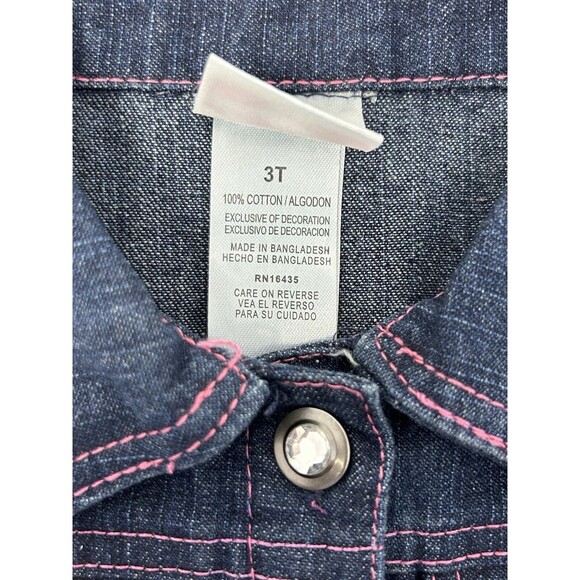 3T
100% COTTON / ALGODON
EXCLUSIVE OF DECORATION
EXCLUSIVO DE DECORACION
MADE IN BANGLADESH
HECHO EN BANGLADESH
RN16435
CARE ON REVERSE
VEA EL REVERSO
PARA SU CUIDADO